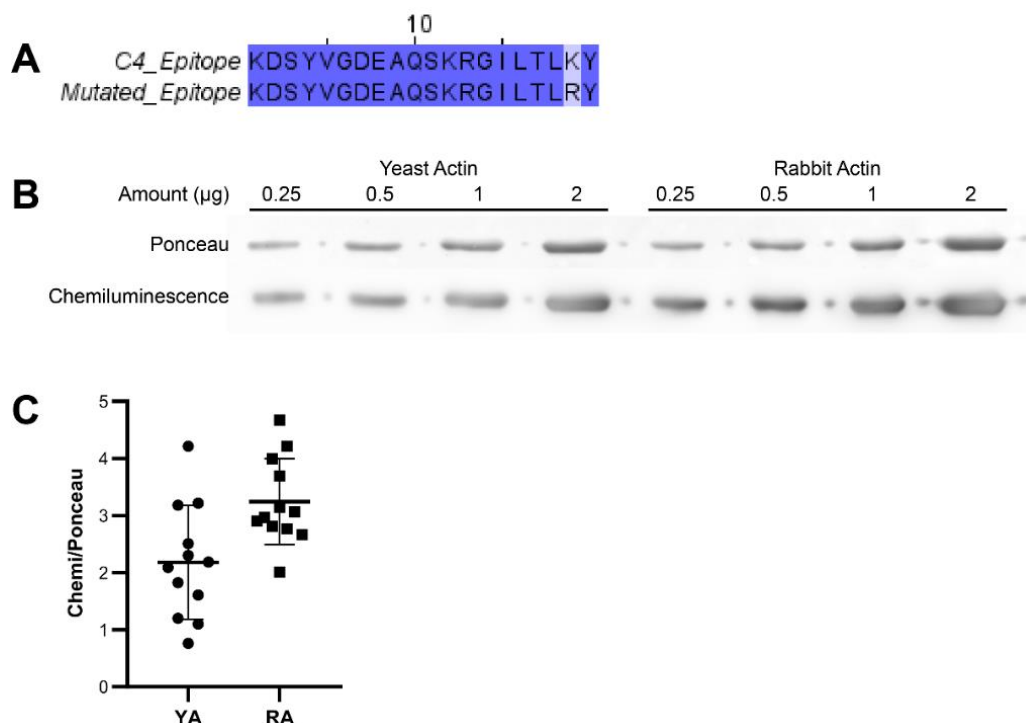 A
10
C4_Epitope KDSYVGDEAQSKRGILTLKY
Mutated_Epitope KDSYVGDEAQSKRGILTLRY
B
Yeast Actin Rabbit Actin
Amount (µg) 0.25 0.5 1 2 0.25 0.5 1 2
Ponceau
Chemiluminescence
C
Chemi/Ponceau
5
4
3
2
1
0
YA RA